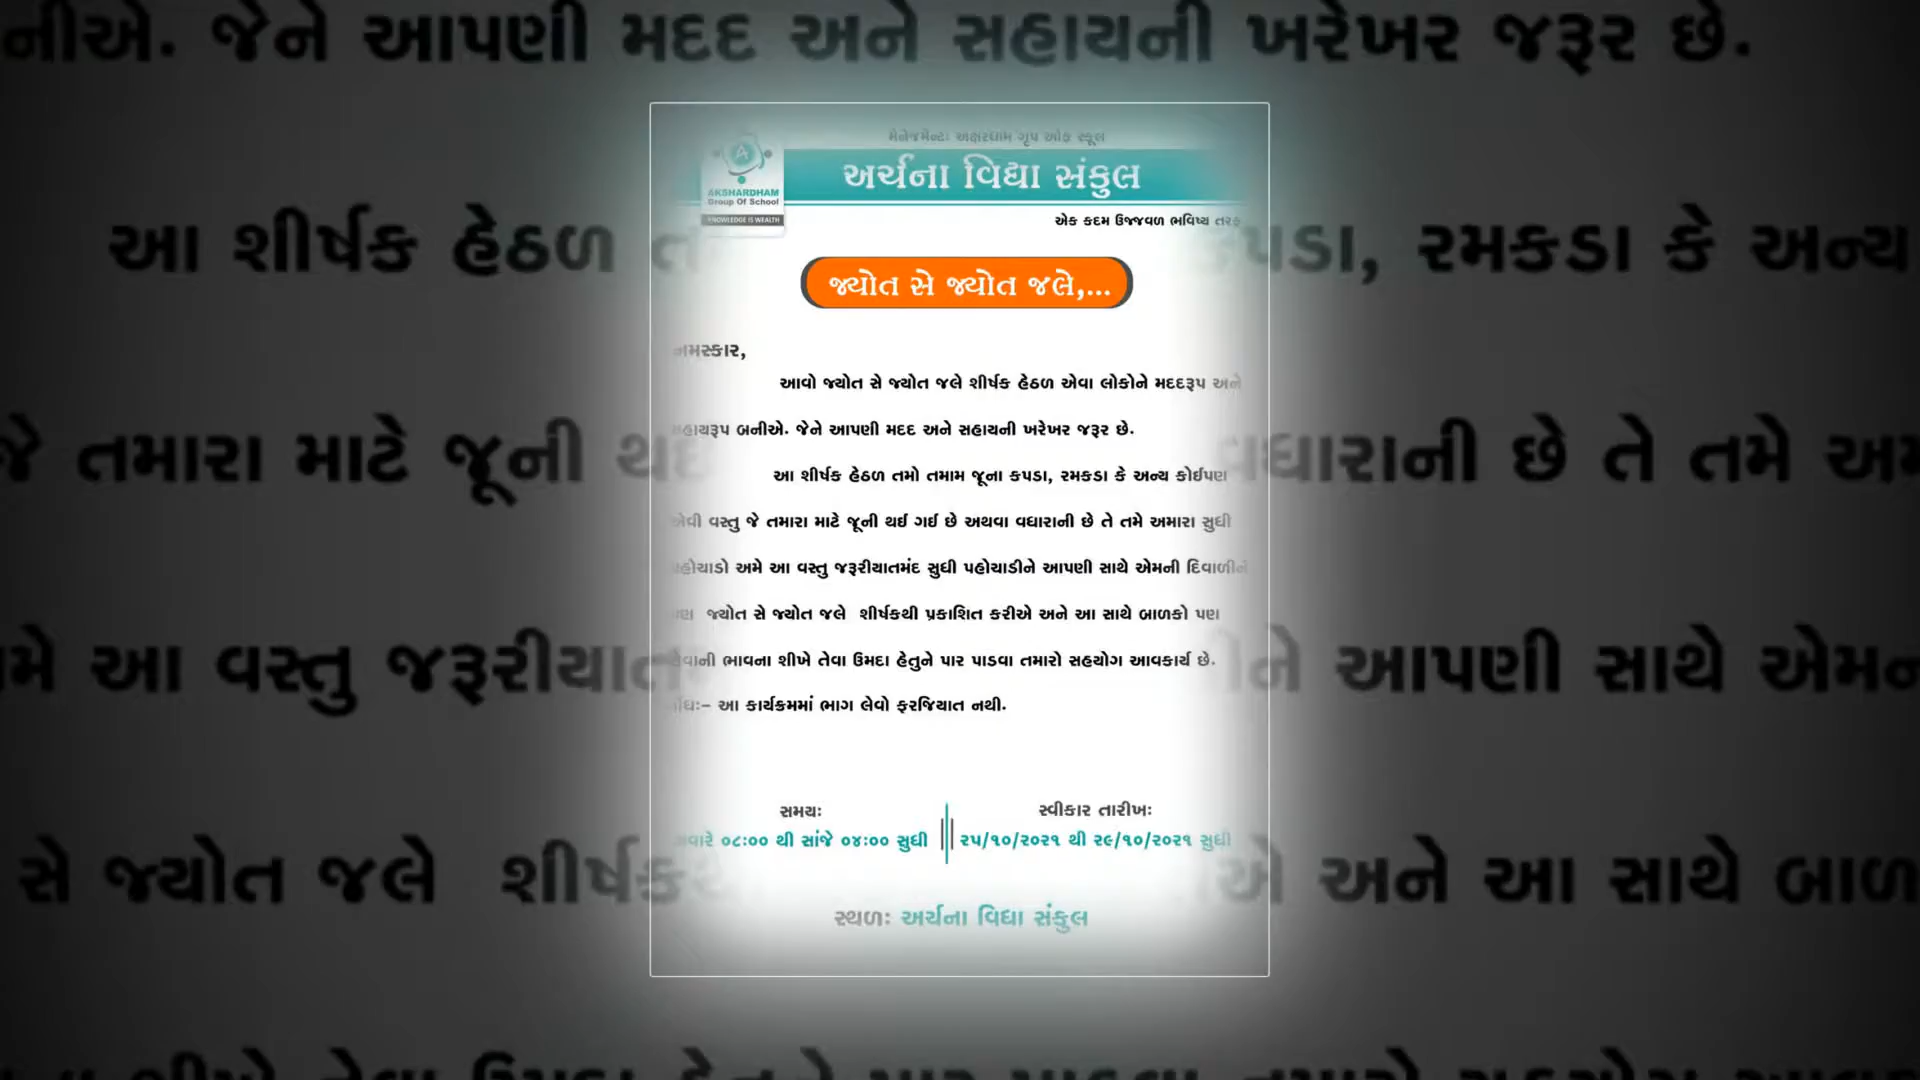 મેનેજમેન્ટઃ અક્ષરધામ ગૃપ ઓફ સ્કૂલ
અર્ચના વિદ્યા સંકુલ
AKSHARDHAM
Group Of School
KNOWLEDGE IS WEALTH
એક કદમ ઉજ્જવળ ભવિષ્ય તરફ
જ્યોત સે જ્યોત જલે,...
નમસ્કાર,
આવો જ્યોત સે જ્યોત જલે શીર્ષક હેઠળ એવા લોકોને મદદરૂપ અને
સહાયરૂપ બનીએ. જેને આપણી મદદ અને સહાયની ખરેખર જરૂર છે.
આ શીર્ષક હેઠળ તમો તમામ જૂના કપડા, રમકડા કે અન્ય કોઈપણ
એવી વસ્તુ જે તમારા માટે જૂની થઈ ગઈ છે અથવા વધારાની છે તે તમે અમારા સુધી
પહોચાડો અમે આ વસ્તુ જરૂરીયાતમંદ સુધી પહોચાડીને આપણી સાથે એમની દિવાળીને
પણ જ્યોત સે જ્યોત જલે શીર્ષકથી પ્રકાશિત કરીએ અને આ સાથે બાળકો પણ
સેવાની ભાવના શીખે તેવા ઉમદા હેતુને પાર પાડવા તમારો સહયોગ આવકાર્ય છે.
નોંધઃ- આ કાર્યક્રમમાં ભાગ લેવો ફરજિયાત નથી.
સમયઃ
સવારે ૦૮:૦૦ થી સાંજે ૦૪:૦૦ સુધી
સ્વીકાર તારીખઃ
૨૫/૧૦/૨૦૨૧ થી ૨૯/૧૦/૨૦૨૧ સુધી
સ્થળઃ અર્ચના વિદ્યા સંકુલ